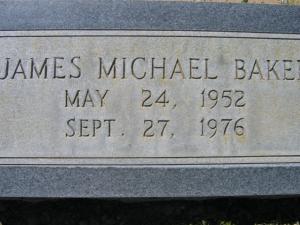 JAMES MICHAEL BAKE
MAY 24, 1952
SEPT. 27, 1976